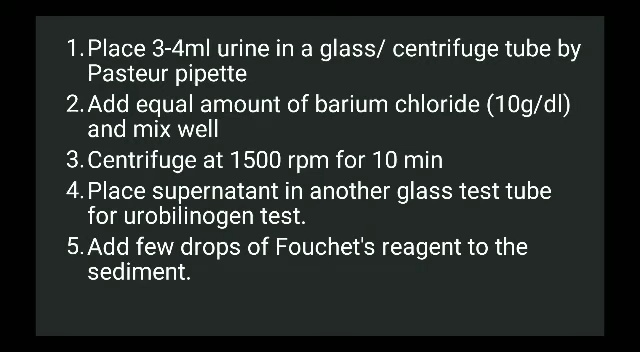 1. Place 3-4ml urine in a glass/ centrifuge tube by
Pasteur pipette
2. Add equal amount of barium chloride (10g/dl)
and mix well
3. Centrifuge at 1500 rpm for 10 min
4. Place supernatant in another glass test tube
for urobilinogen test.
5. Add few drops of Fouchet's reagent to the
sediment.